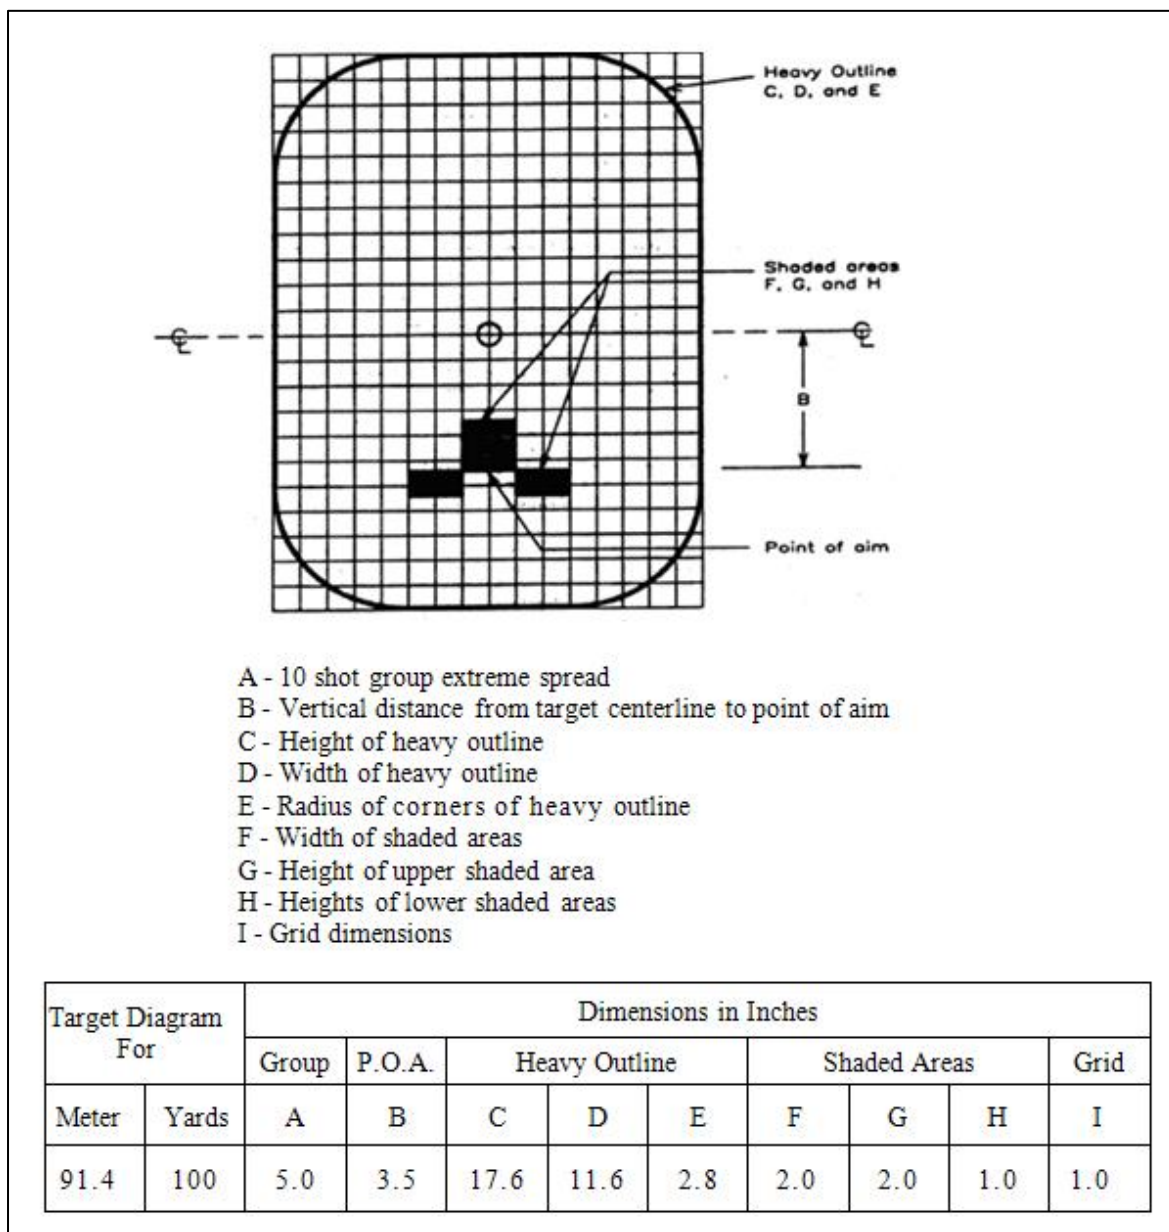 Heavy Outline
C, D, and E
Shaded areas
F, G, and H
℄
℄
B
Point of aim
A - 10 shot group extreme spread
B - Vertical distance from target centerline to point of aim
C - Height of heavy outline
D - Width of heavy outline
E - Radius of corners of heavy outline
F - Width of shaded areas
G - Height of upper shaded area
H - Heights of lower shaded areas
I - Grid dimensions
Target Diagram For Dimensions in Inches
Group P.O.A. Heavy Outline Shaded Areas Grid
Meter Yards A B C D E F G H I
91.4 100 5.0 3.5 17.6 11.6 2.8 2.0 2.0 1.0 1.0